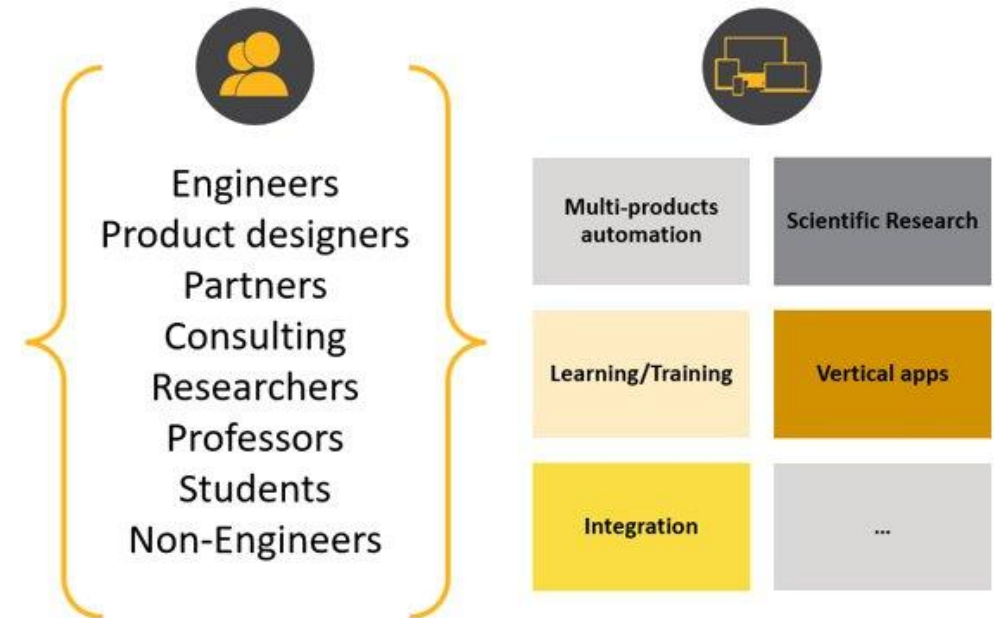 Engineers
Product designers
Partners
Consulting
Researchers
Professors
Students
Non-Engineers
Multi-products
automation
Scientific Research
Learning/Training
Vertical apps
Integration
...